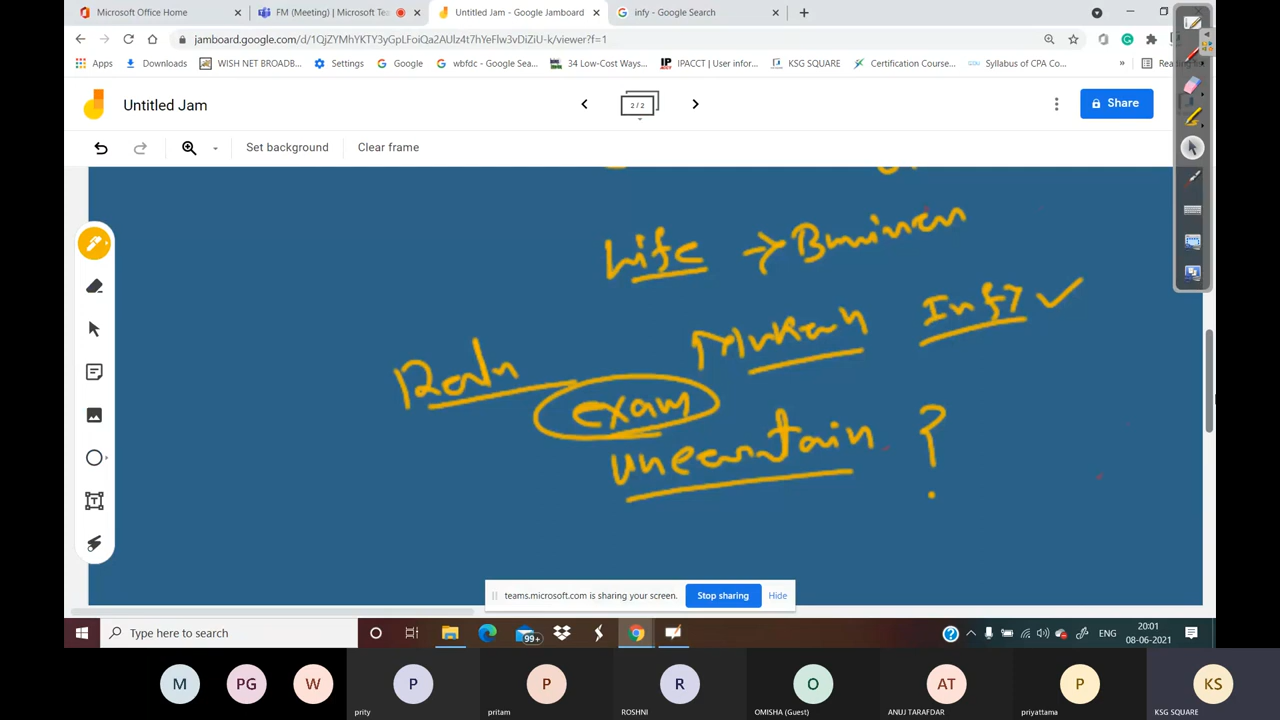 Microsoft Office Home
FM (Meeting) | Microsoft Tea
Untitled Jam - Google Jamboard
infy - Google Search
jamboard.google.com/d/1QJZYMhYKTY3yGpLFoiQa2AUlz4t7hYeFlw3vDiZiU-k/viewer?f=1
Apps
Downloads
WISH NET BROADB...
Settings
Google
wbfdc - Google Sea...
34 Low-Cost Ways...
IPACCT | User infor...
KSG SQUARE
Certification Course...
Syllabus of CPA Co...
»
Reading list
Untitled Jam
2 / 2
Share
Set background
Clear frame
Life → Business
Infy ✓
exam
uncertain ?
teams.microsoft.com is sharing your screen.
Stop sharing
Hide
Type here to search
99+
ENG
20:01
08-06-2021
M
PG
W
P
P
R
O
AT
P
KS
prity
pritam
ROSHNI
OMISHA (Guest)
ANUJ TARAFDAR
priyattama
KSG SQUARE